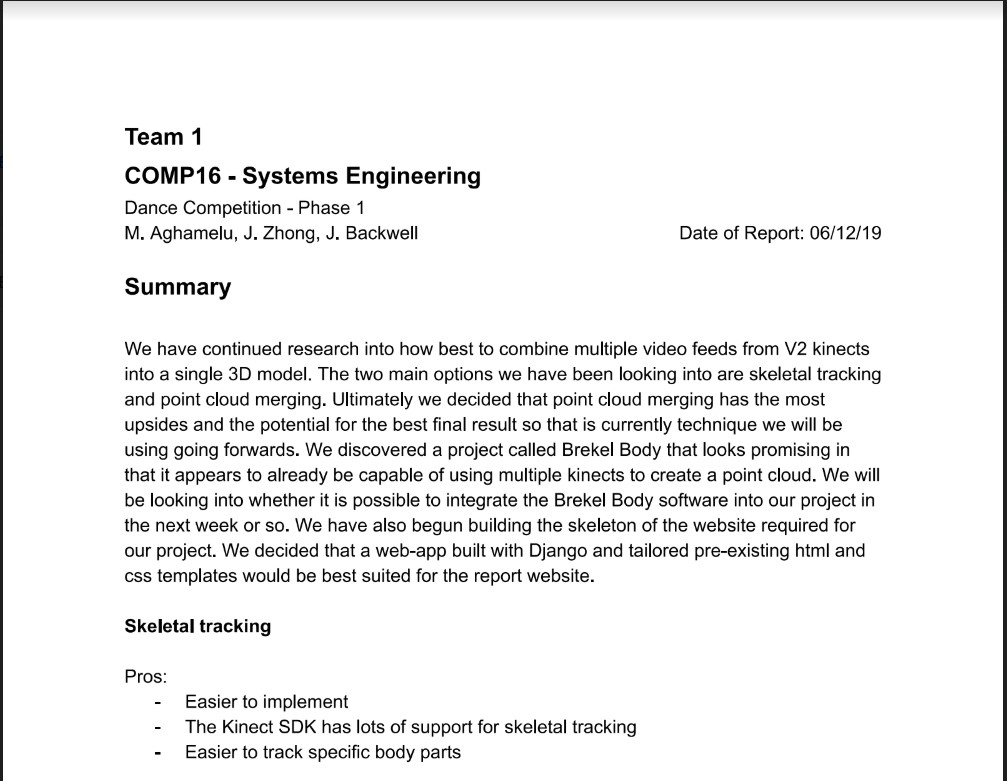 Team 1
COMP16 - Systems Engineering
Dance Competition - Phase 1
M. Aghamelu, J. Zhong, J. Backwell Date of Report: 06/12/19
Summary
We have continued research into how best to combine multiple video feeds from V2 kinects
into a single 3D model. The two main options we have been looking into are skeletal tracking
and point cloud merging. Ultimately we decided that point cloud merging has the most
upsides and the potential for the best final result so that is currently technique we will be
using going forwards. We discovered a project called Brekel Body that looks promising in
that it appears to already be capable of using multiple kinects to create a point cloud. We will
be looking into whether it is possible to integrate the Brekel Body software into our project in
the next week or so. We have also begun building the skeleton of the website required for
our project. We decided that a web-app built with Django and tailored pre-existing html and
css templates would be best suited for the report website.
Skeletal tracking
Pros:
- Easier to implement
- The Kinect SDK has lots of support for skeletal tracking
- Easier to track specific body parts